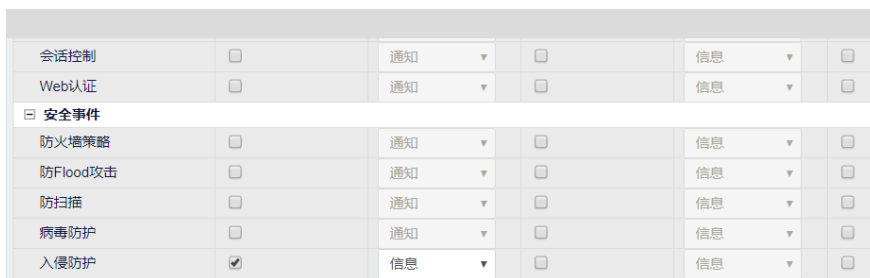 会话控制 通知 信息
Web认证 通知 信息
安全事件
防火墙策略 通知 信息
防Flood攻击 通知 信息
防扫描 通知 信息
病毒防护 通知 信息
入侵防护 信息 信息